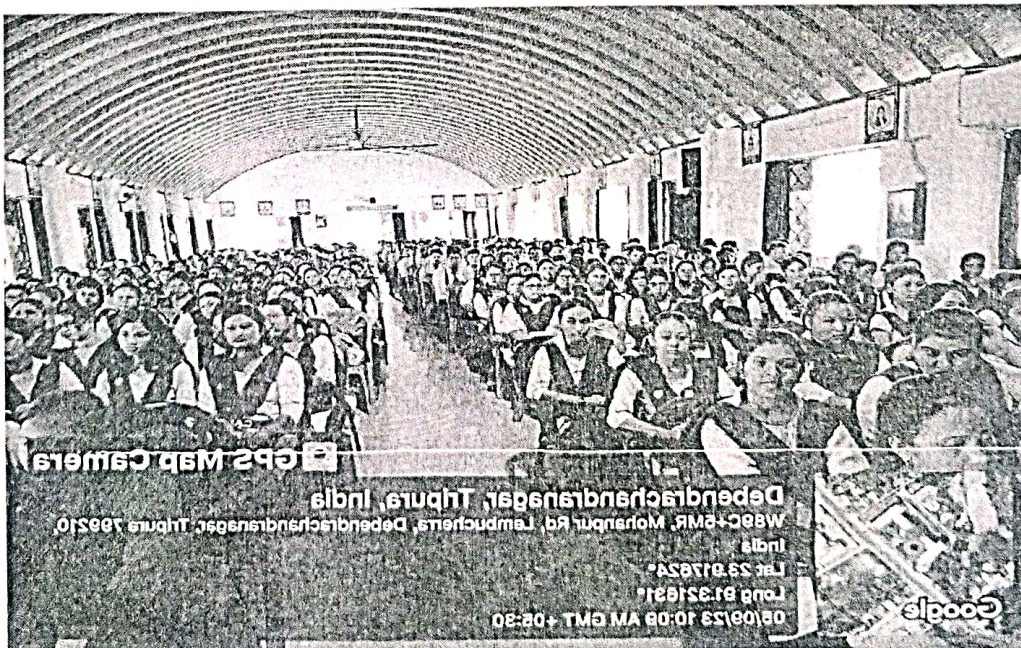 GPS Map Camera
Debendrachandranagar, Tripura, India
W89C+5MR, Mohanpur Rd, Lembucherra, Debendrachandranagar, Tripura 799210,
India
Lat 23.917624°
Long 91.321631°
05/09/23 10:09 AM GMT +05:30
Google